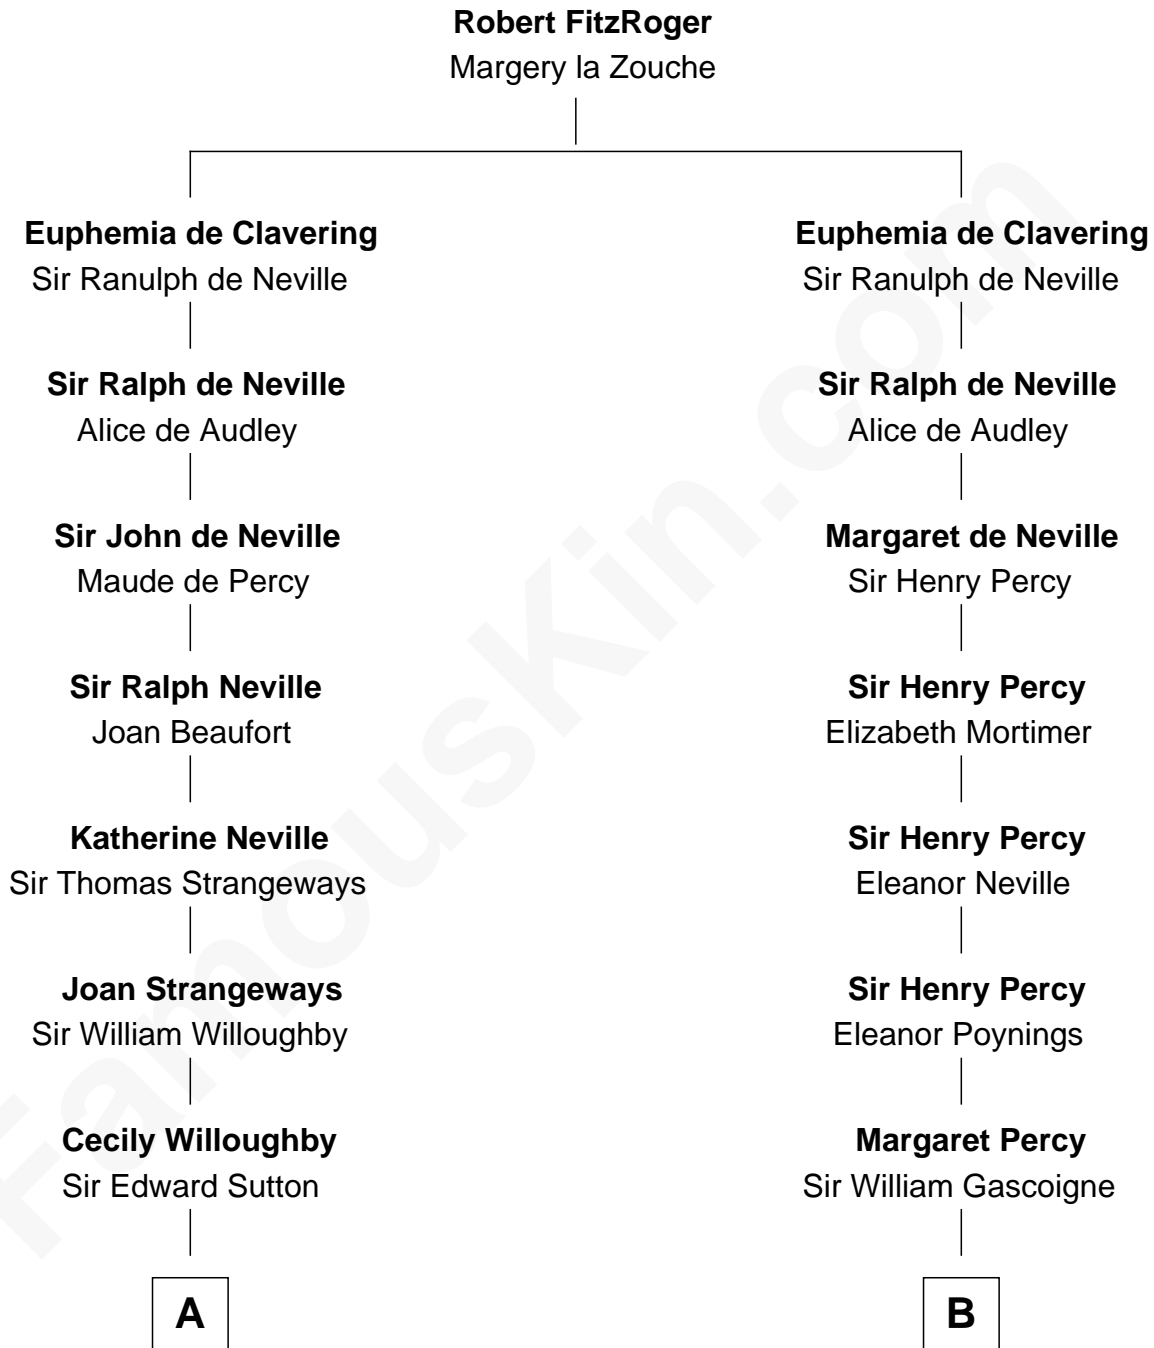 Robert FitzRoger
Margery la Zouche
Euphemia de Clavering
Sir Ranulph de Neville
Sir Ralph de Neville
Alice de Audley
Sir John de Neville
Maude de Percy
Sir Ralph Neville
Joan Beaufort
Katherine Neville
Sir Thomas Strangeways
Joan Strangeways
Sir William Willoughby
Cecily Willoughby
Sir Edward Sutton
A
Euphemia de Clavering
Sir Ranulph de Neville
Sir Ralph de Neville
Alice de Audley
Margaret de Neville
Sir Henry Percy
Sir Henry Percy
Elizabeth Mortimer
Sir Henry Percy
Eleanor Neville
Sir Henry Percy
Eleanor Poynings
Margaret Percy
Sir William Gascoigne
B
FamousKin.com